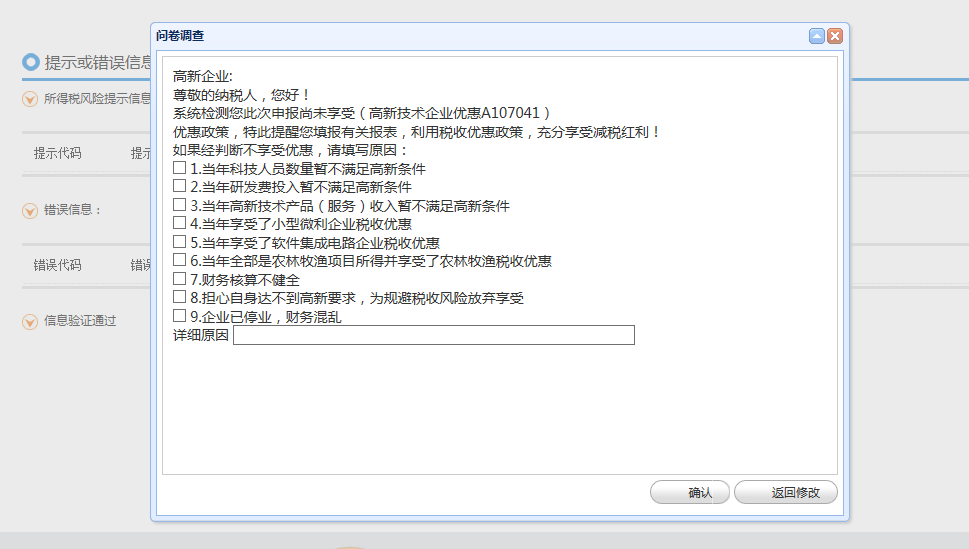 问卷调查
提示或错误信息
所得税风险提示信息
提示代码
提示
错误信息：
错误代码
错误
信息验证通过
高新企业:
尊敬的纳税人，您好！
系统检测您此次申报尚未享受（高新技术企业优惠A107041）
优惠政策，特此提醒您填报有关报表，利用税收优惠政策，充分享受减税红利！
如果经判断不享受优惠，请填写原因：
1.当年科技人员数量暂不满足高新条件
2.当年研发费投入暂不满足高新条件
3.当年高新技术产品（服务）收入暂不满足高新条件
4.当年享受了小型微利企业税收优惠
5.当年享受了软件集成电路企业税收优惠
6.当年全部是农林牧渔项目所得并享受了农林牧渔税收优惠
7.财务核算不健全
8.担心自身达不到高新要求，为规避税收风险放弃享受
9.企业已停业，财务混乱
详细原因
确认
返回修改